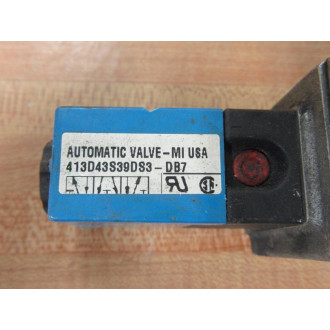 AUTOMATIC VALVE-MI USA
413D43S39DS3-DB7